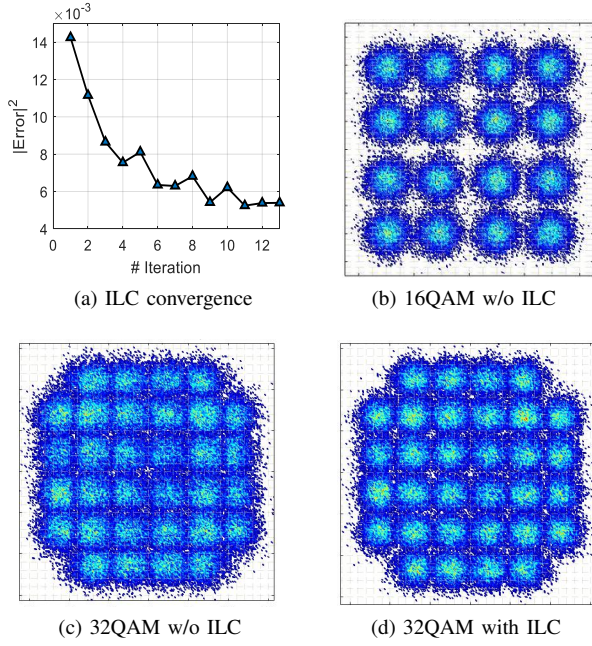 ×10⁻³
14
12
10
8
6
4
|Error|²
0 2 4 6 8 10 12
# Iteration
(a) ILC convergence
(b) 16QAM w/o ILC
(c) 32QAM w/o ILC
(d) 32QAM with ILC